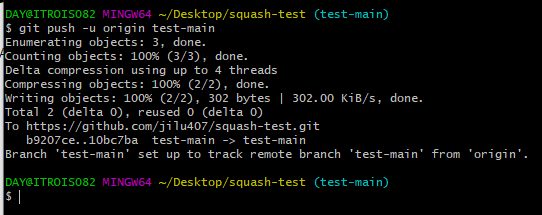 DAY@ITROIS082 MINGW64 ~/Desktop/squash-test (test-main)
$ git push -u origin test-main
Enumerating objects: 3, done.
Counting objects: 100% (3/3), done.
Delta compression using up to 4 threads
Compressing objects: 100% (2/2), done.
Writing objects: 100% (2/2), 302 bytes | 302.00 KiB/s, done.
Total 2 (delta 0), reused 0 (delta 0)
To https://github.com/jilu407/squash-test.git
   b9207ce..10bc7ba  test-main -> test-main
Branch 'test-main' set up to track remote branch 'test-main' from 'origin'.
DAY@ITROIS082 MINGW64 ~/Desktop/squash-test (test-main)
$